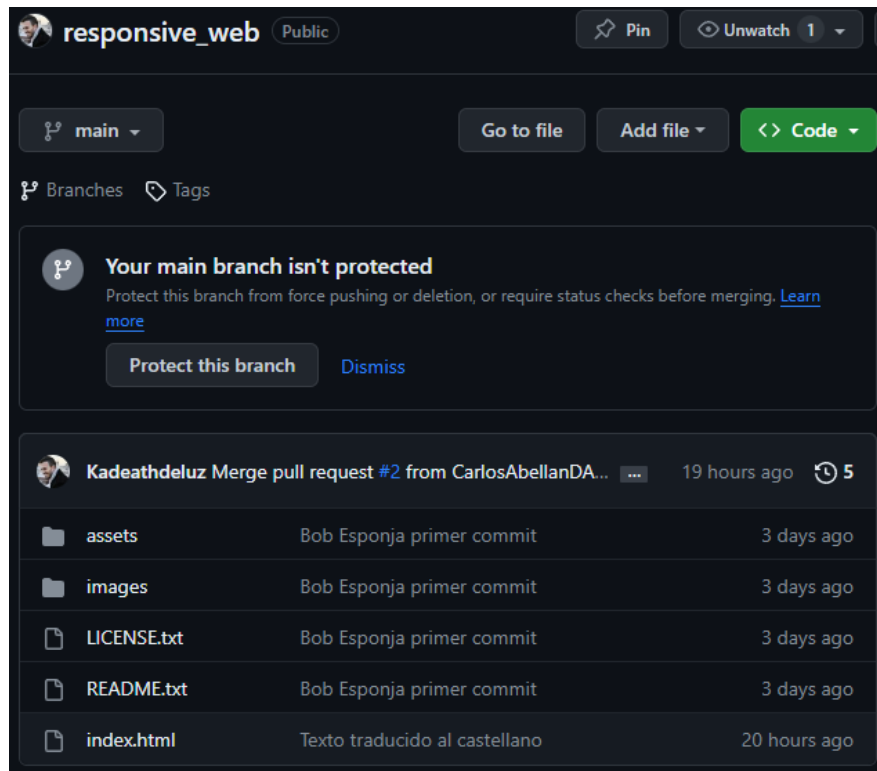 responsive_web Public Pin Unwatch 1
main Go to file Add file Code
Branches Tags
Your main branch isn't protected
Protect this branch from force pushing or deletion, or require status checks before merging. Learn
more
Protect this branch Dismiss
Kadeathdeluz Merge pull request #2 from CarlosAbellanDA... ... 19 hours ago 5
assets Bob Esponja primer commit 3 days ago
images Bob Esponja primer commit 3 days ago
LICENSE.txt Bob Esponja primer commit 3 days ago
README.txt Bob Esponja primer commit 3 days ago
index.html Texto traducido al castellano 20 hours ago